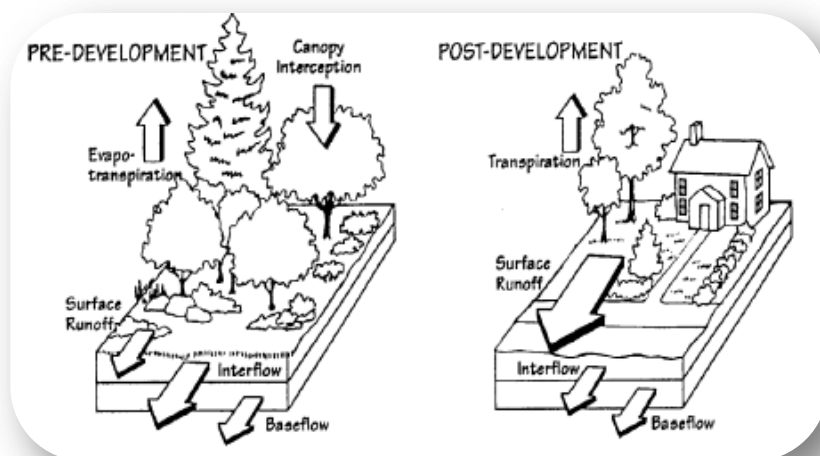 PRE-DEVELOPMENT
Canopy
Interception
Evapo-
transpiration
Surface
Runoff
Interflow
Baseflow
POST-DEVELOPMENT
Transpiration
Surface
Runoff
Interflow
Baseflow